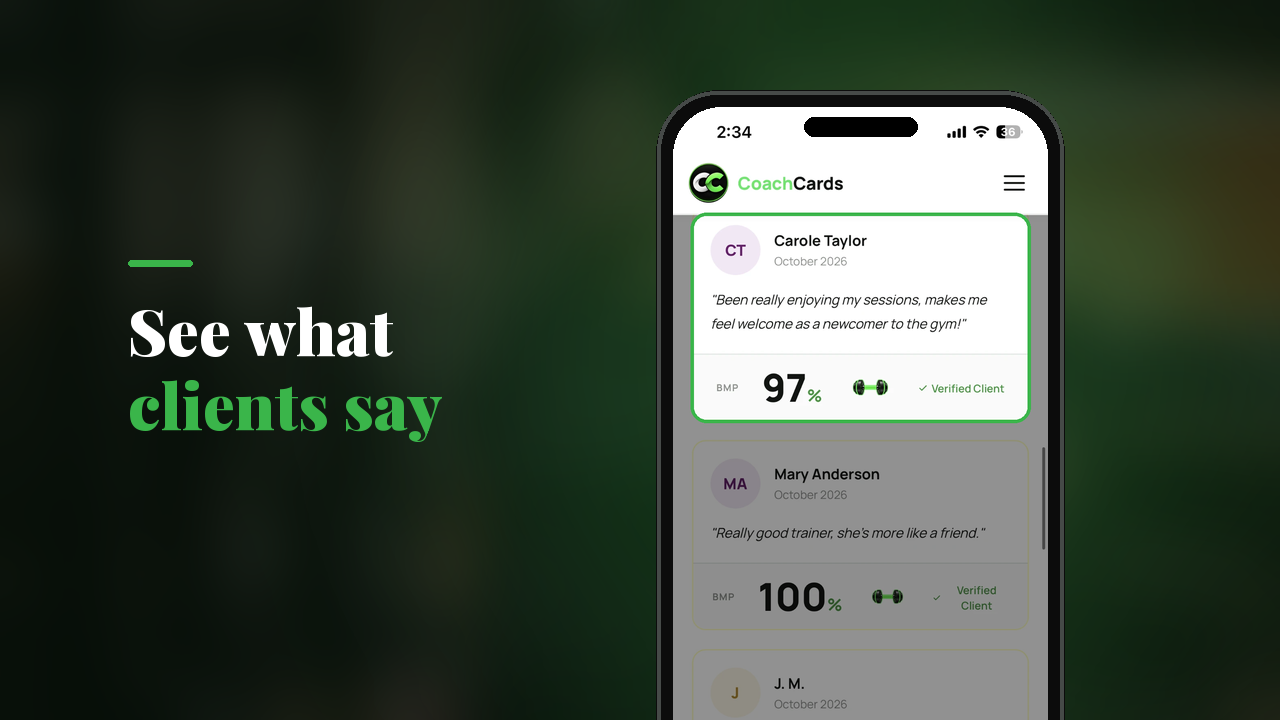 See what
clients say
2:34
36
CC
CoachCards
CT
Carole Taylor
October 2026
"Been really enjoying my sessions, makes me
feel welcome as a newcomer to the gym!"
BMP
97%
✓ Verified Client
MA
Mary Anderson
October 2026
"Really good trainer, she's more like a friend."
BMP
100%
✓ Verified
Client
J
J. M.
October 2026